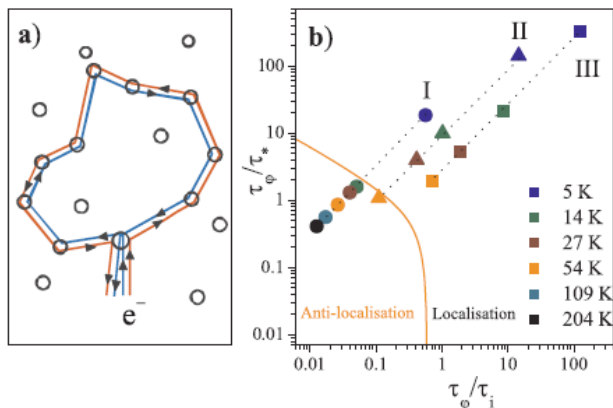 a)
e⁻
b)
τφ/τ*
100
10
1
0.1
0.01
I
II
III
5 K
14 K
27 K
54 K
109 K
204 K
Anti-localisation
Localisation
0.01
0.1
1
10
100
τφ/τi